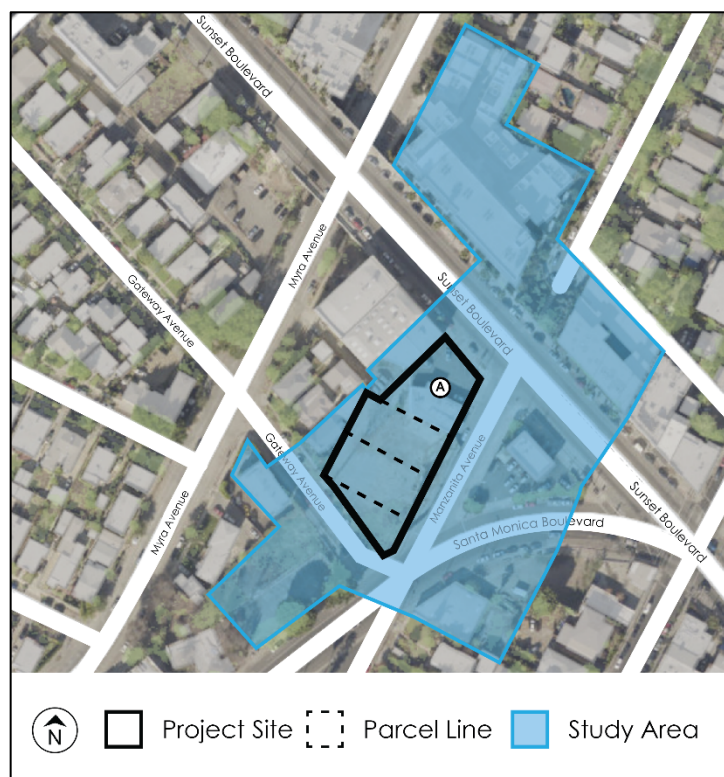 Sunset Boulevard
Myra Avenue
Gateway Avenue
Sunset Boulevard
A
Gateway Avenue
Manzanita Avenue
Myra Avenue
Santa Monica Boulevard
Sunset Boulevard
N
Project Site
Parcel Line
Study Area